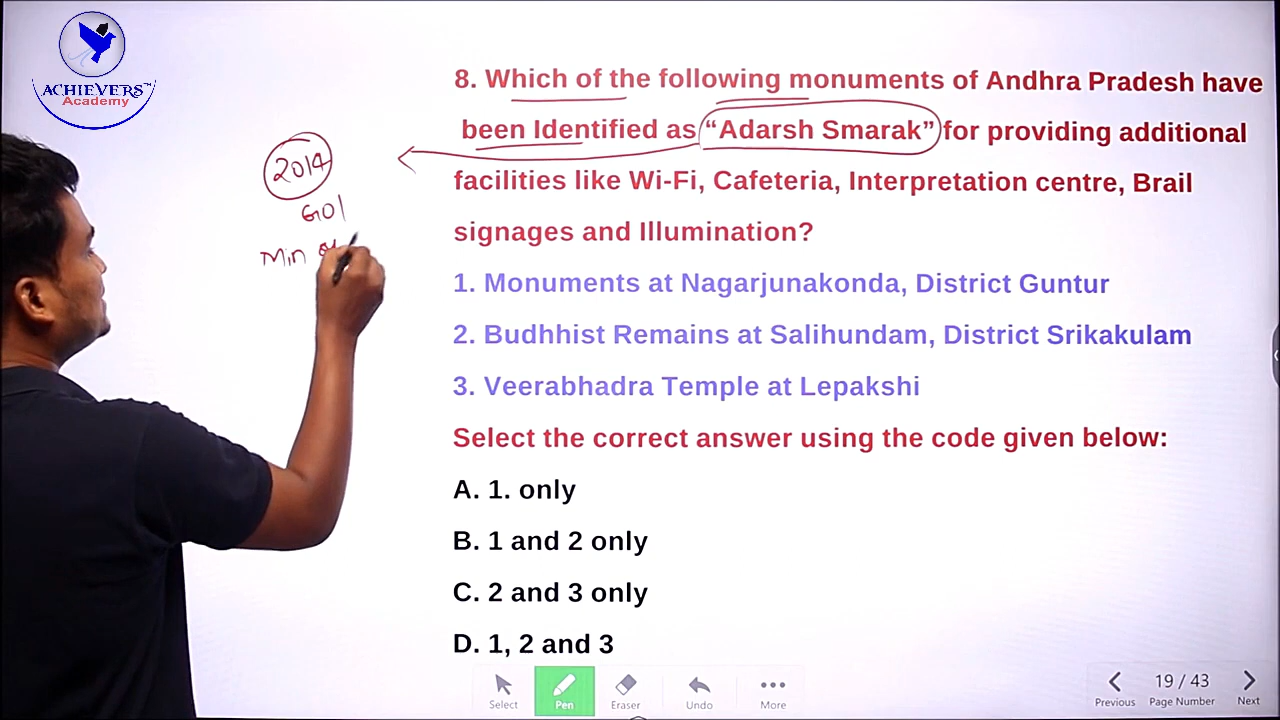 ACHIEVERS™
Academy
8. Which of the following monuments of Andhra Pradesh have
been Identified as “Adarsh Smarak” for providing additional
facilities like Wi-Fi, Cafeteria, Interpretation centre, Brail
signages and Illumination?
1. Monuments at Nagarjunakonda, District Guntur
2. Budhhist Remains at Salihundam, District Srikakulam
3. Veerabhadra Temple at Lepakshi
Select the correct answer using the code given below:
A. 1. only
B. 1 and 2 only
C. 2 and 3 only
D. 1, 2 and 3
2014
GOI
Min
Select
Pen
Eraser
Undo
More
Previous
19 / 43
Page Number
Next